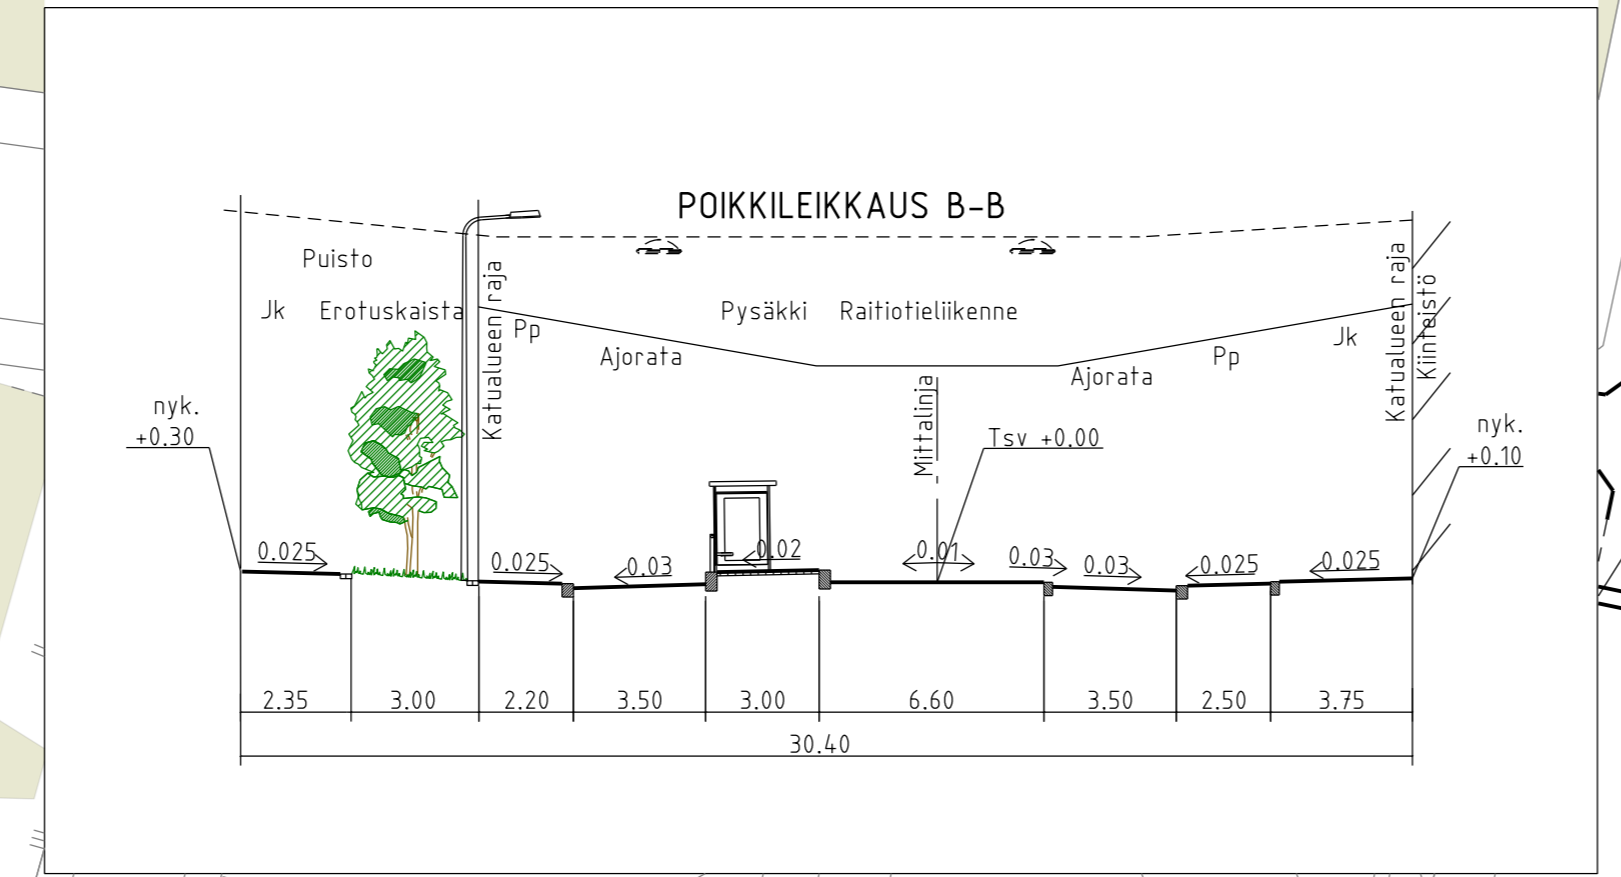 POIKKILEIKKAUS B-B
Puisto
Jk Erotuskaista
Katualueen raja
Pp
Ajorata
Pysäkki Raitiotieliikenne
Mittalinja
Ajorata
Pp
Jk
Katualueen raja
Kiinteistö
nyk.
+0.30
Tsv +0.00
nyk.
+0.10
0.025 0.025 0.03 0.02 0.01 0.03 0.03 0.025 0.025
2.35 3.00 2.20 3.50 3.00 6.60 3.50 2.50 3.75
30.40